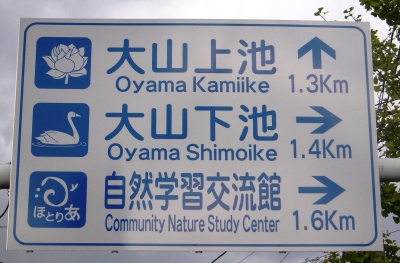 大山上池 ↑
Oyama Kamiike 1.3Km
大山下池 →
Oyama Shimoike 1.4Km
ほとりあ
自然学習交流館 →
Community Nature Study Center 1.6Km